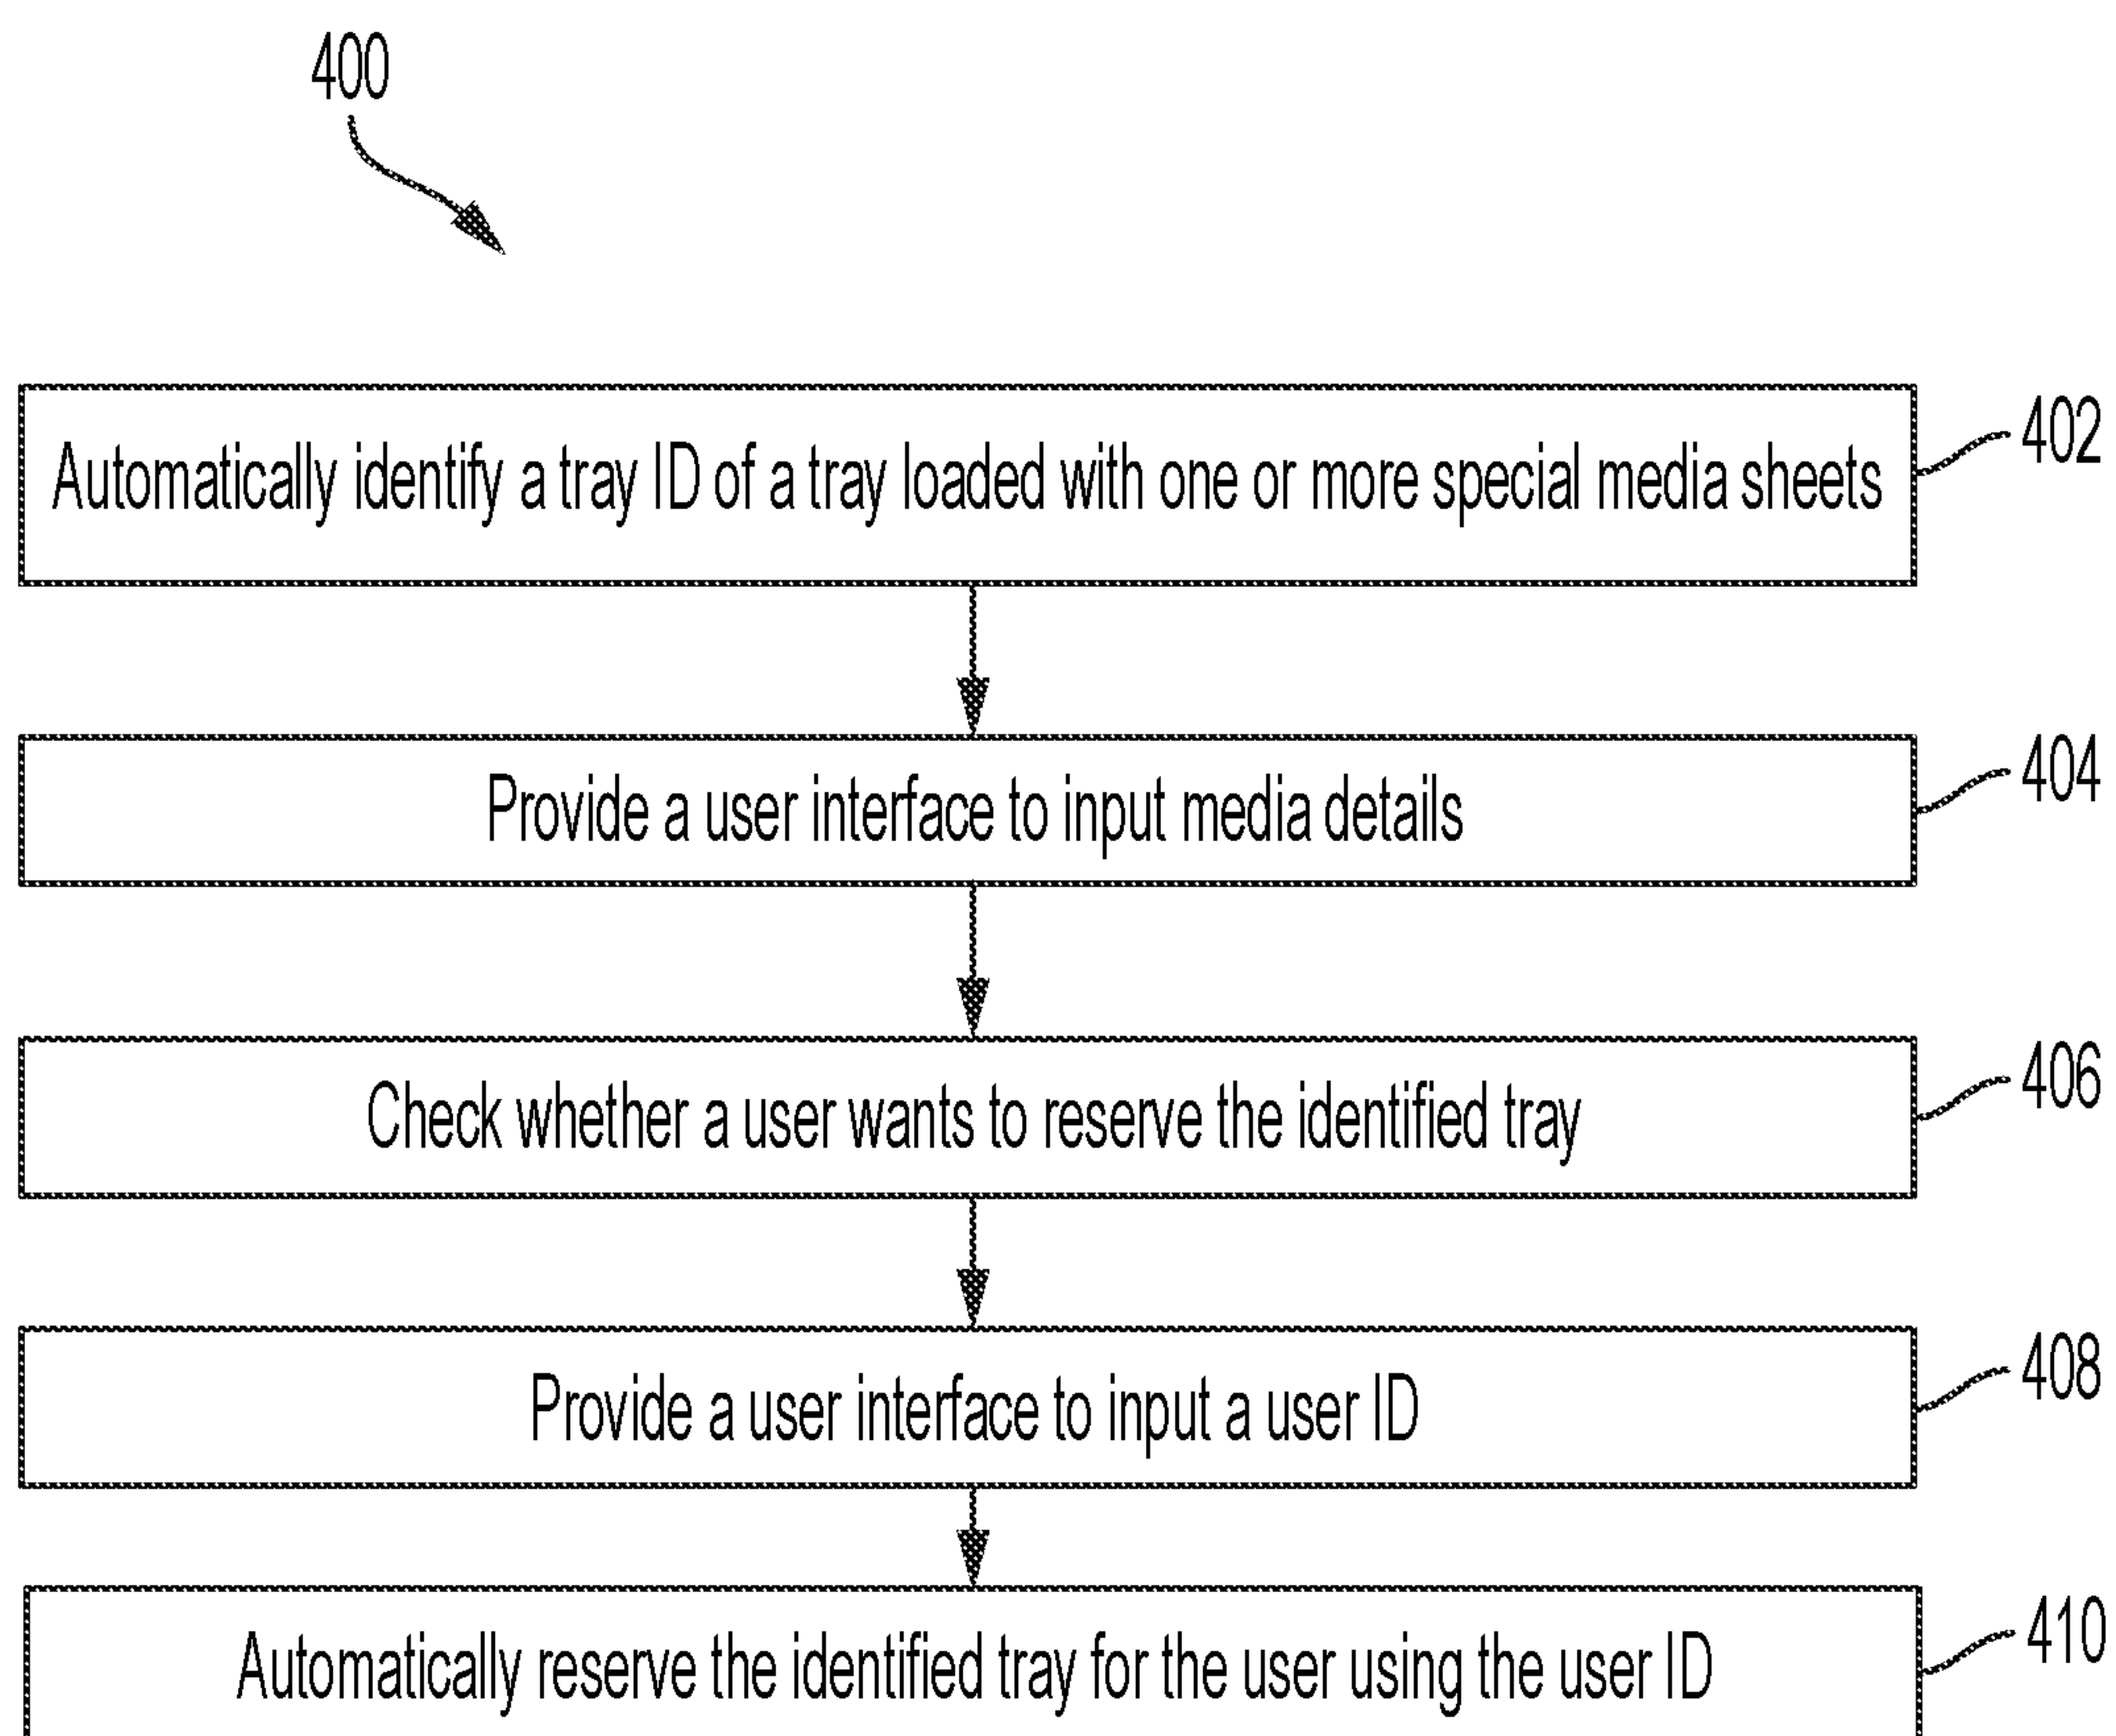 400
Automatically identify a tray ID of a tray loaded with one or more special media sheets
402
Provide a user interface to input media details
404
Check whether a user wants to reserve the identified tray
406
Provide a user interface to input a user ID
408
Automatically reserve the identified tray for the user using the user ID
410